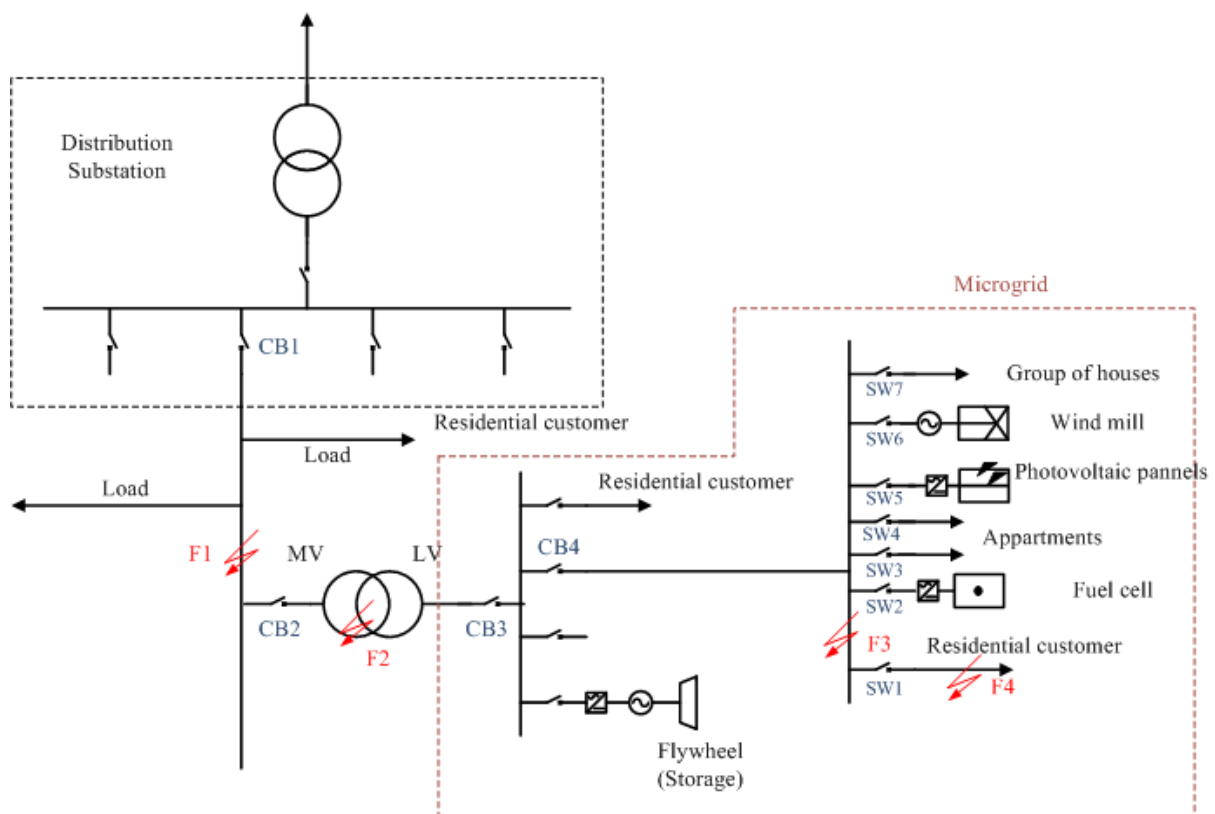 Distribution
Substation
CB1
Microgrid
Residential customer
Load
Load
F1
MV
LV
CB2
F2
CB3
Residential customer
CB4
Flywheel
(Storage)
SW7
Group of houses
SW6
Wind mill
SW5
Photovoltaic pannels
SW4
Appartments
SW3
SW2
Fuel cell
F3
Residential customer
SW1
F4